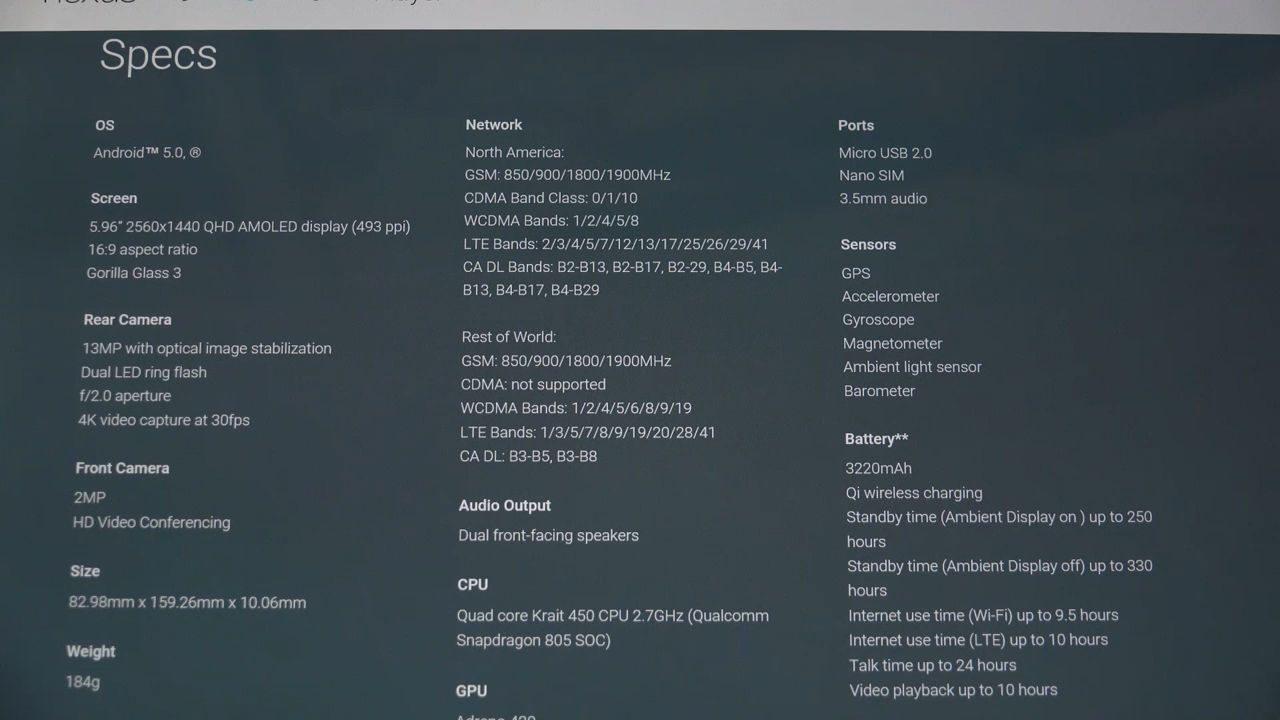 Specs
OS
Android™ 5.0, ®
Screen
5.96" 2560x1440 QHD AMOLED display (493 ppi)
16:9 aspect ratio
Gorilla Glass 3
Rear Camera
13MP with optical image stabilization
Dual LED ring flash
f/2.0 aperture
4K video capture at 30fps
Front Camera
2MP
HD Video Conferencing
Size
82.98mm x 159.26mm x 10.06mm
Weight
184g
Network
North America:
GSM: 850/900/1800/1900MHz
CDMA Band Class: 0/1/10
WCDMA Bands: 1/2/4/5/8
LTE Bands: 2/3/4/5/7/12/13/17/25/26/29/41
CA DL Bands: B2-B13, B2-B17, B2-29, B4-B5, B4-
B13, B4-B17, B4-B29
Rest of World:
GSM: 850/900/1800/1900MHz
CDMA: not supported
WCDMA Bands: 1/2/4/5/6/8/9/19
LTE Bands: 1/3/5/7/8/9/19/20/28/41
CA DL: B3-B5, B3-B8
Audio Output
Dual front-facing speakers
CPU
Quad core Krait 450 CPU 2.7GHz (Qualcomm
Snapdragon 805 SOC)
GPU
Ports
Micro USB 2.0
Nano SIM
3.5mm audio
Sensors
GPS
Accelerometer
Gyroscope
Magnetometer
Ambient light sensor
Barometer
Battery**
3220mAh
Qi wireless charging
Standby time (Ambient Display on ) up to 250
hours
Standby time (Ambient Display off) up to 330
hours
Internet use time (Wi-Fi) up to 9.5 hours
Internet use time (LTE) up to 10 hours
Talk time up to 24 hours
Video playback up to 10 hours